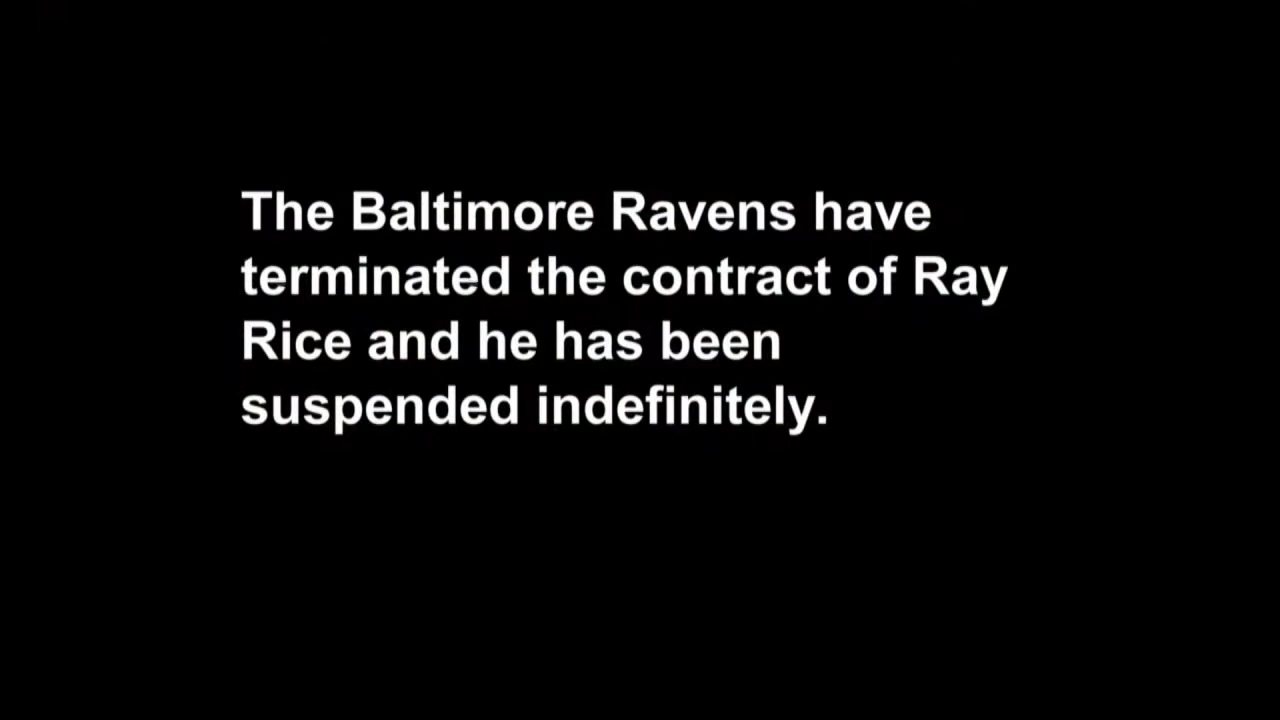 The Baltimore Ravens have
terminated the contract of Ray
Rice and he has been
suspended indefinitely.